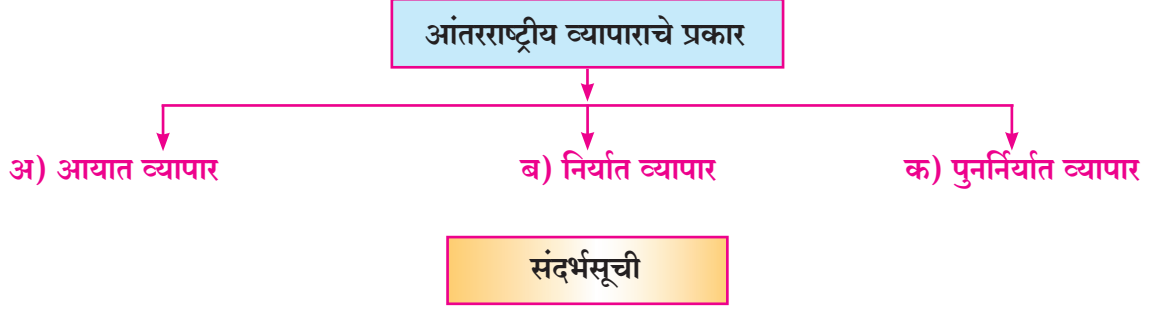 आंतरराष्ट्रीय व्यापाराचे प्रकार
अ) आयात व्यापार ब) निर्यात व्यापार क) पुनर्निर्यात व्यापार
संदर्भसूची